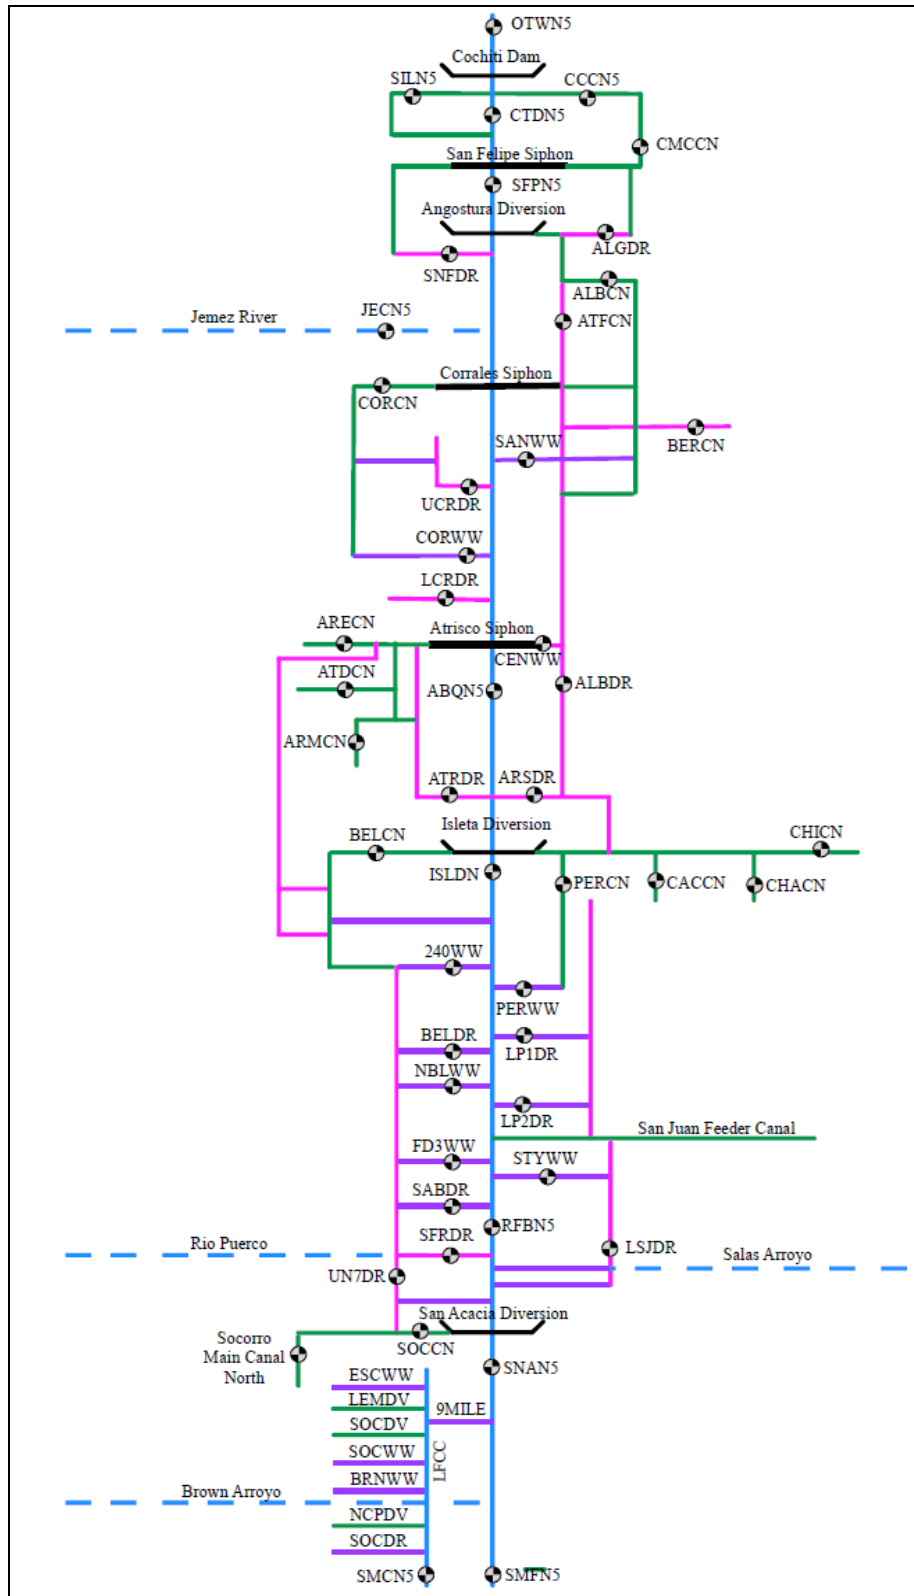 OTWN5
Cochiti Dam
SILN5
CCCN5
CTDN5
CMCCN
San Felipe Siphon
SFPN5
Angostura Diversion
ALGDR
SNFDR
ALBCN
Jemez River
JECN5
ATFCN
Corrales Siphon
CORCN
SANWW
BERCN
UCRDR
CORWW
LCRDR
ARECN
Atrisco Siphon
CENWW
ATDCN
ABQN5
ALBDR
ARMCN
ATRDR
ARSDR
BELCN
Isleta Diversion
CHICN
ISLDN
PERCN
CACCN
CHACN
240WW
PERWW
BELDR
LP1DR
NBLWW
LP2DR
San Juan Feeder Canal
FD3WW
STYWW
SABDR
RFBN5
Rio Puerco
SFRDR
LSJDR
Salas Arroyo
UN7DR
San Acacia Diversion
Socorro
Main Canal
North
SOCCN
SNAN5
ESCWW
LEMDV
9MILE
SOCDV
LFCC
SOCWW
BRNWW
Brown Arroyo
NCPDV
SOCDR
SMCN5
SMFN5